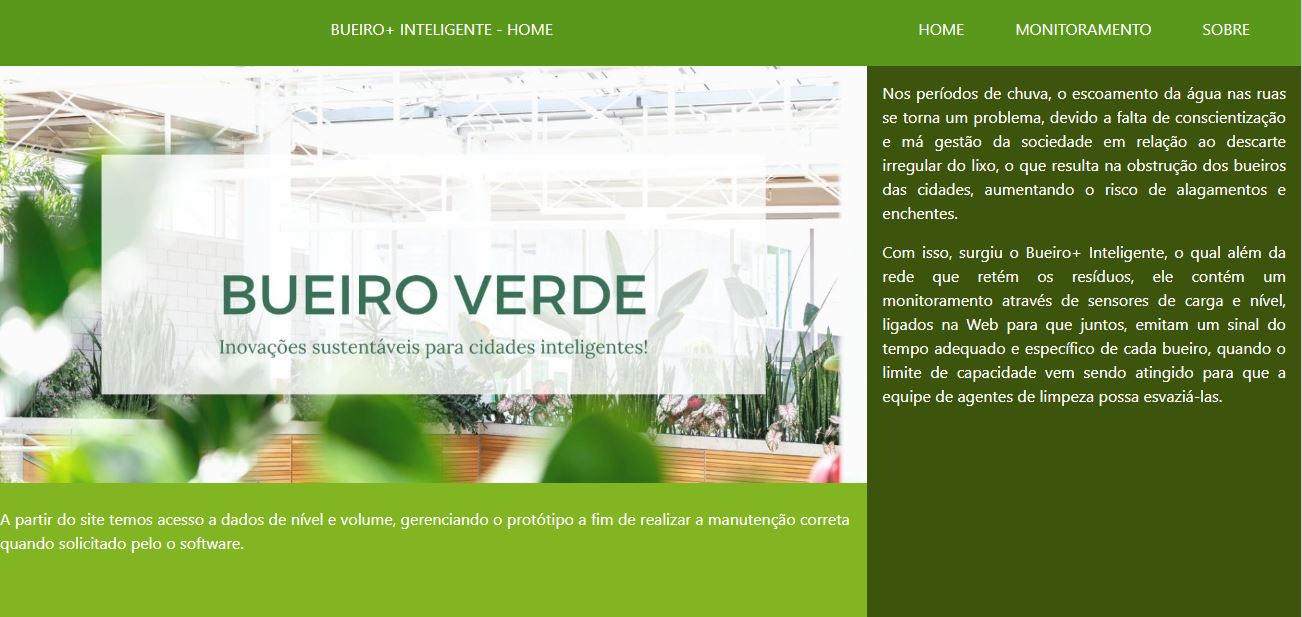 BUEIRO+ INTELIGENTE - HOME
HOME
MONITORAMENTO
SOBRE
BUEIRO VERDE
Inovações sustentáveis para cidades inteligentes!
A partir do site temos acesso a dados de nível e volume, gerenciando o protótipo a fim de realizar a manutenção correta
quando solicitado pelo o software.
Nos períodos de chuva, o escoamento da água nas ruas
se torna um problema, devido a falta de conscientização
e má gestão da sociedade em relação ao descarte
irregular do lixo, o que resulta na obstrução dos bueiros
das cidades, aumentando o risco de alagamentos e
enchentes.
Com isso, surgiu o Bueiro+ Inteligente, o qual além da
rede que retém os resíduos, ele contém um
monitoramento através de sensores de carga e nível,
ligados na Web para que juntos, emitam um sinal do
tempo adequado e específico de cada bueiro, quando o
limite de capacidade vem sendo atingido para que a
equipe de agentes de limpeza possa esvaziá-las.